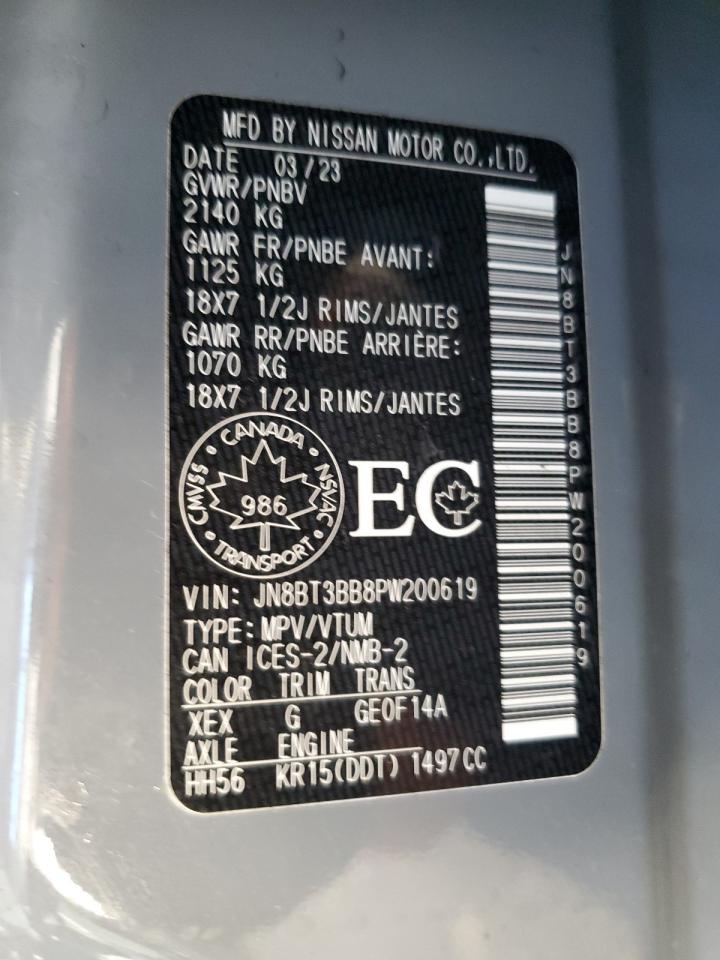 MFD BY NISSAN MOTOR CO.,LTD.
DATE 03/23
GVWR/PNBV
2140 KG
GAWR FR/PNBE AVANT:
1125 KG
18X7 1/2J RIMS/JANTES
GAWR RR/PNBE ARRIÈRE:
1070 KG
18X7 1/2J RIMS/JANTES
CANADA
CMVSS • NSVAC
986
TRANSPORT
EC
VIN: JN8BT3BB8PW200619
TYPE:MPV/VTUM
CAN ICES-2/NMB-2
COLOR TRIM TRANS
XEX G GE0F14A
AXLE ENGINE
HH56 KR15(DDT) 1497CC
JN8BT3BB8PW200619